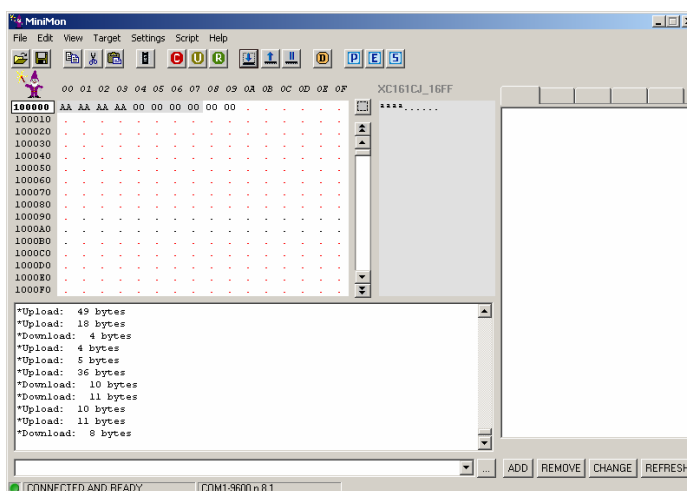 MiniMon
File Edit View Target Settings Script Help
C U R D P E S
00 01 02 03 04 05 06 07 08 09 0A 0B 0C 0D 0E 0F XC161CJ_16FF
100000 AA AA AA AA 00 00 00 00 00 00 . . . . . . ªªªª......
100010 . . . . . . . . . . . . . . . .
100020 . . . . . . . . . . . . . . . .
100030 . . . . . . . . . . . . . . . .
100040 . . . . . . . . . . . . . . . .
100050 . . . . . . . . . . . . . . . .
100060 . . . . . . . . . . . . . . . .
100070 . . . . . . . . . . . . . . . .
100080 . . . . . . . . . . . . . . . .
100090 . . . . . . . . . . . . . . . .
1000A0 . . . . . . . . . . . . . . . .
1000B0 . . . . . . . . . . . . . . . .
1000C0 . . . . . . . . . . . . . . . .
1000D0 . . . . . . . . . . . . . . . .
1000E0 . . . . . . . . . . . . . . . .
1000F0 . . . . . . . . . . . . . . . .
*Upload: 49 bytes
*Upload: 18 bytes
*Download: 4 bytes
*Upload: 4 bytes
*Upload: 5 bytes
*Upload: 36 bytes
*Download: 10 bytes
*Download: 11 bytes
*Upload: 10 bytes
*Upload: 11 bytes
*Download: 8 bytes
... ADD REMOVE CHANGE REFRESH
CONNECTED AND READY COM1-9600,n,8,1